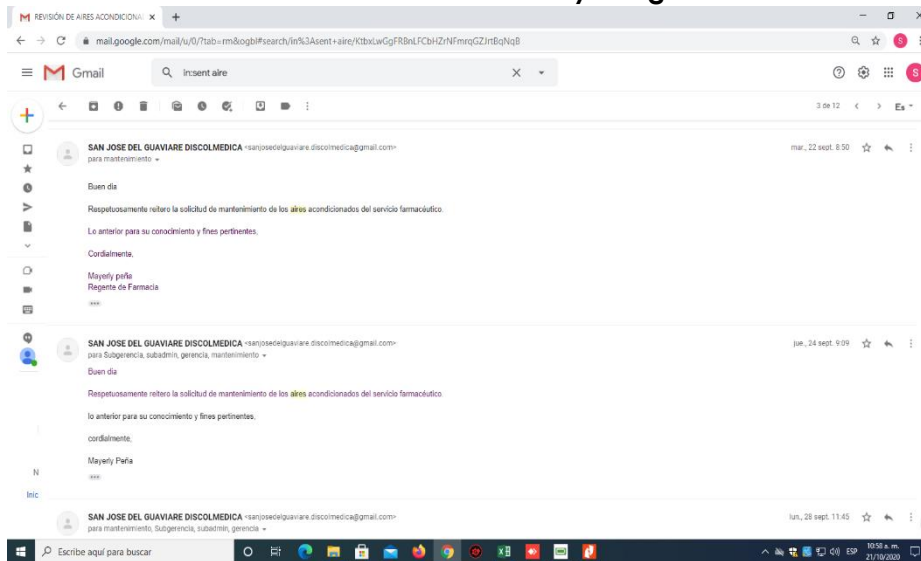 REVISIÓN DE AIRES ACONDICIONA
mail.google.com/mail/u/0/?tab=rm&ogbl#search/in%3Asent+aire/KtbxLwGgFRBnLFCbHZrNFmrqGZJrtBqNqB
S
Gmail
in:sent aire
S
3 de 12
Es
SAN JOSE DEL GUAVIARE DISCOLMEDICA <sanjosedelguaviare.discolmedica@gmail.com>
mar., 22 sept. 8:50
para mantenimiento
Buen día
Respetuosamente reitero la solicitud de mantenimiento de los aires acondicionados del servicio farmacéutico.
Lo anterior para su conocimiento y fines pertinentes,
Cordialmente,
Mayerly peña
Regente de Farmacia
SAN JOSE DEL GUAVIARE DISCOLMEDICA <sanjosedelguaviare.discolmedica@gmail.com>
jue., 24 sept. 9:09
para Subgerencia, subadmin, gerencia, mantenimiento
Buen día
Respetuosamente reitero la solicitud de mantenimiento de los aires acondicionados del servicio farmacéutico.
lo anterior para su conocimiento y fines pertinentes,
cordialmente,
Mayerly Peña
N
Inic
SAN JOSE DEL GUAVIARE DISCOLMEDICA <sanjosedelguaviare.discolmedica@gmail.com>
lun., 28 sept. 11:45
para mantenimiento, Subgerencia, subadmin, gerencia
Escribe aquí para buscar
ESP
10:58 a. m.
21/10/2020